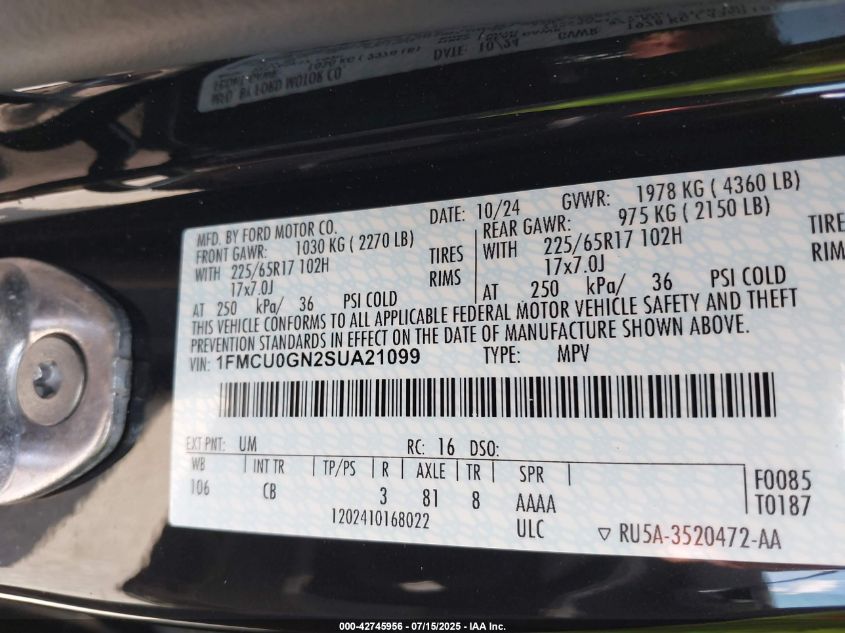 MFD. BY FORD MOTOR CO.
DATE: 10/24 GVWR: 1978 KG ( 4360 LB)
FRONT GAWR: 1030 KG ( 2270 LB) REAR GAWR: 975 KG ( 2150 LB)
WITH 225/65R17 102H TIRES WITH 225/65R17 102H TIRES
17x7.0J RIMS 17x7.0J RIMS
AT 250 kPa/ 36 PSI COLD AT 250 kPa/ 36 PSI COLD
THIS VEHICLE CONFORMS TO ALL APPLICABLE FEDERAL MOTOR VEHICLE SAFETY AND THEFT
PREVENTION STANDARDS IN EFFECT ON THE DATE OF MANUFACTURE SHOWN ABOVE.
VIN: 1FMCU0GN2SUA21099 TYPE: MPV
EXT PNT: UM RC: 16 DSO:
WB INT TR TP/PS R AXLE TR SPR
106 CB 3 81 8 AAAA
F0085
T0187
1202410168022 ULC
RU5A-3520472-AA
000-42745956 - 07/15/2025 - IAA Inc.